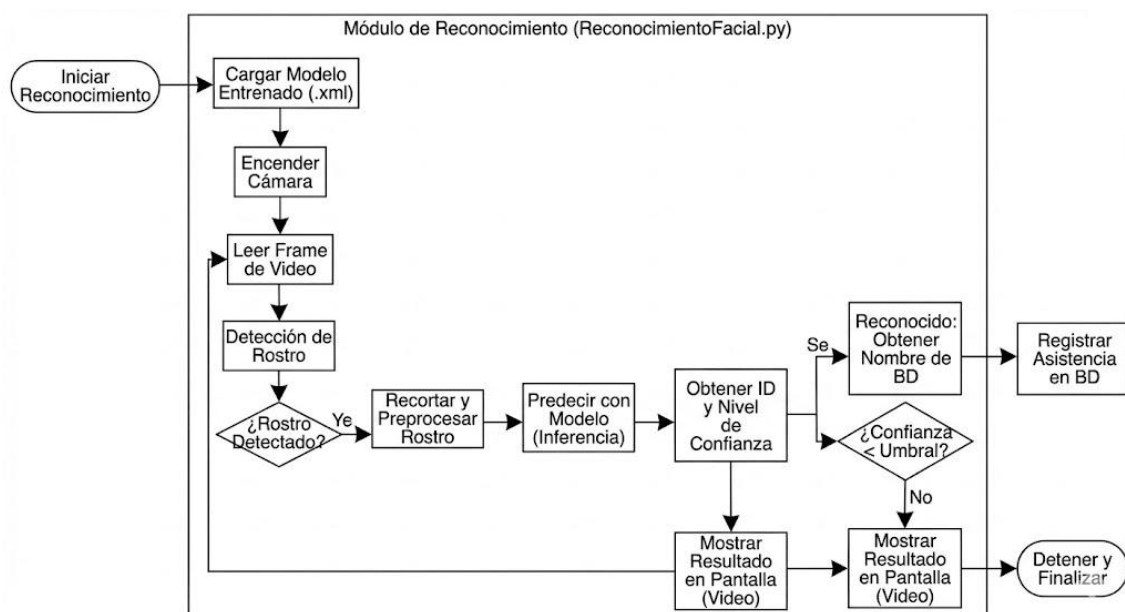 Módulo de Reconocimiento (ReconocimientoFacial.py)
Iniciar
Reconocimiento
Cargar Modelo
Entrenado (.xml)
Encender
Cámara
Leer Frame
de Video
Detección de
Rostro
¿Rostro
Detectado?
Ye
Recortar y
Preprocesar
Rostro
Predecir con
Modelo
(Inferencia)
Obtener ID
y Nivel
de
Confianza
Se
Reconocido:
Obtener
Nombre de
BD
Registrar
Asistencia
en BD
¿Confianza
< Umbral?
No
Mostrar
Resultado
en Pantalla
(Video)
Mostrar
Resultado
en Pantalla
(Video)
Detener y
Finalizar